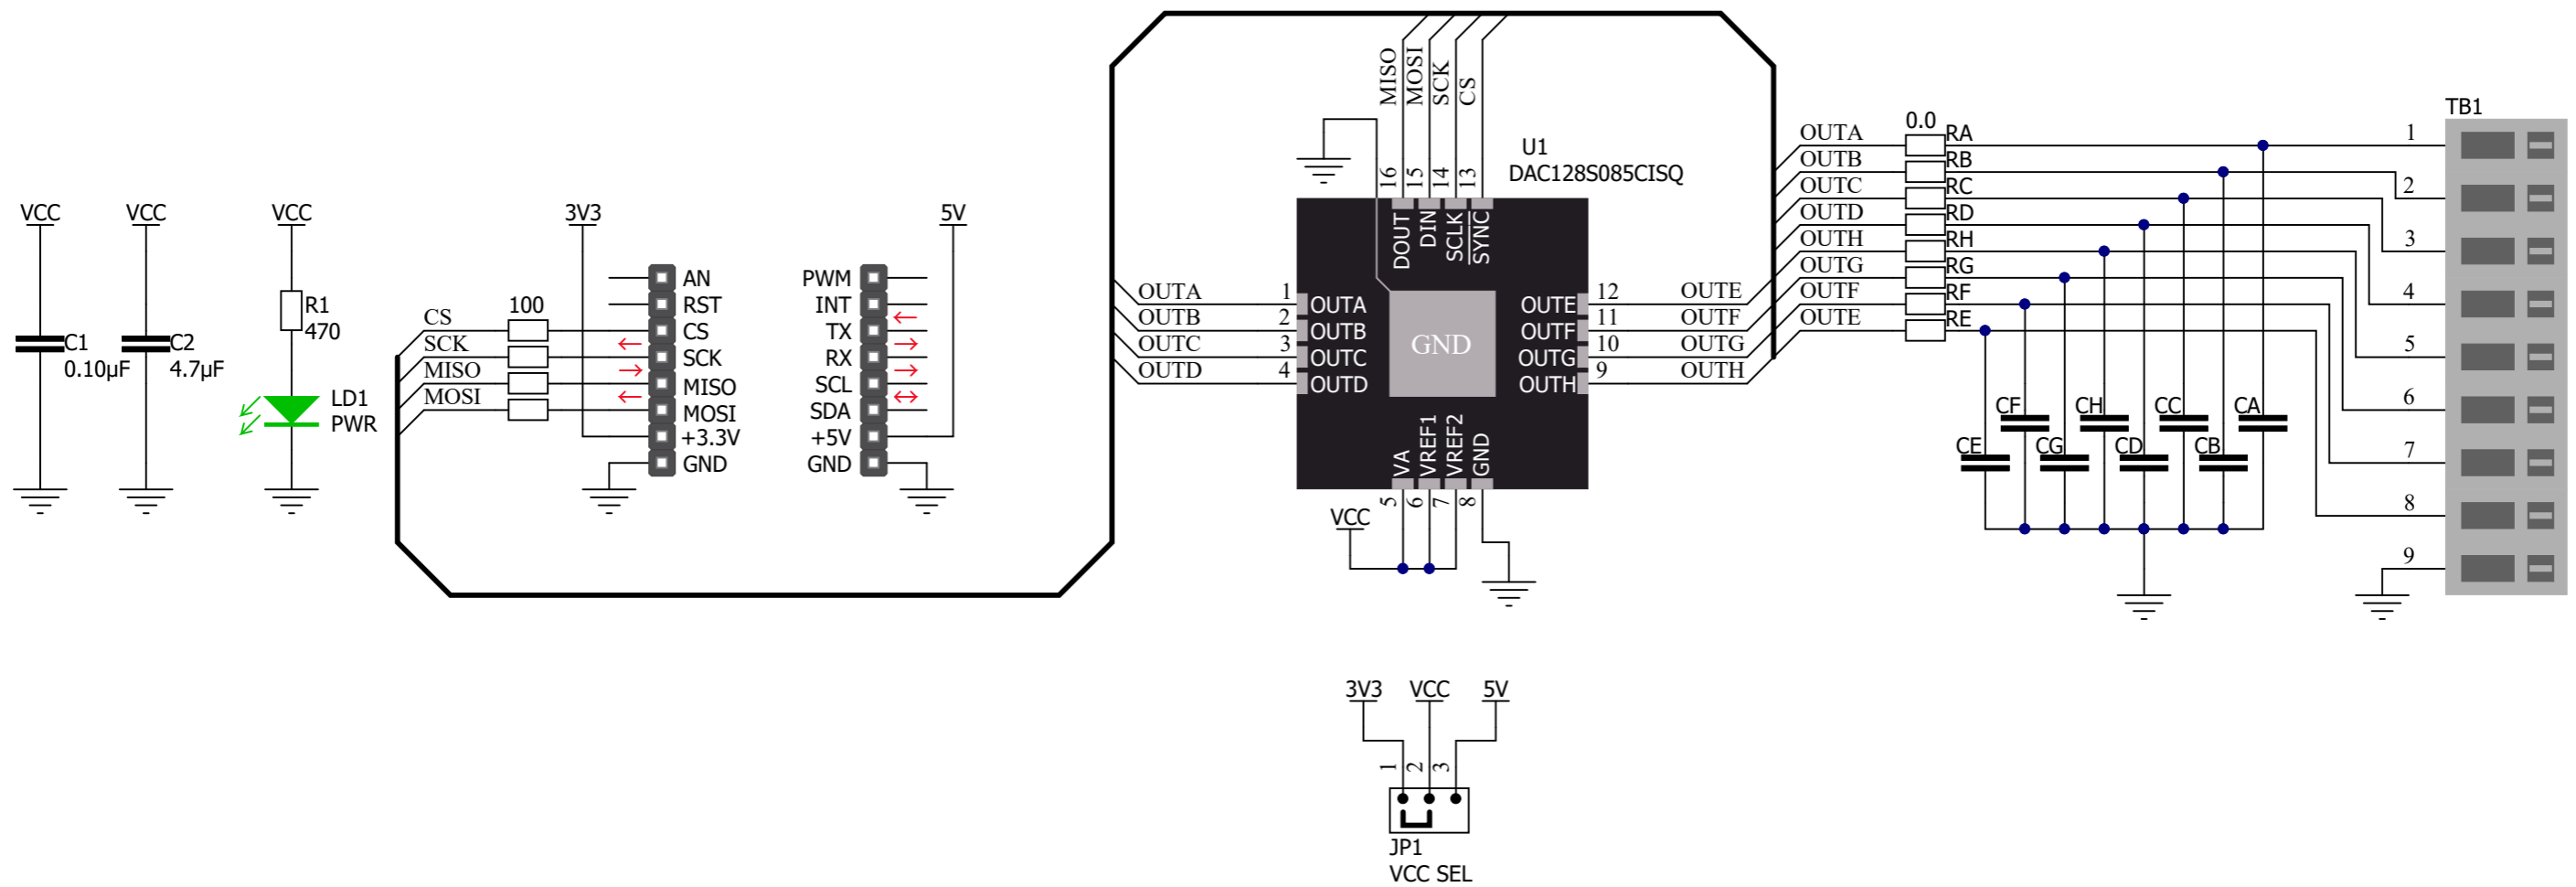 VCC
C1
0.10µF
VCC
C2
4.7µF
VCC
R1
470
LD1
PWR
CS
SCK
MISO
MOSI
100
3V3
AN
RST
CS
SCK
MISO
MOSI
+3.3V
GND
5V
PWM
INT
TX
RX
SCL
SDA
+5V
GND
OUTA
OUTB
OUTC
OUTD
1
2
3
4
MISO
MOSI
SCK
CS
16
15
14
13
U1
DAC128S085CISQ
DOUT
DIN
SCLK
SYNC
OUTA
OUTB
OUTC
OUTD
GND
OUTE
OUTF
OUTG
OUTH
VA
VREF1
VREF2
GND
5
6
7
8
VCC
12
11
10
9
OUTE
OUTF
OUTG
OUTH
OUTA
OUTB
OUTC
OUTD
OUTH
OUTG
OUTF
OUTE
0.0
RA
RB
RC
RD
RH
RG
RF
RE
CF
CH
CC
CA
CE
CG
CD
CB
TB1
1
2
3
4
5
6
7
8
9
3V3
VCC
5V
1
2
3
JP1
VCC SEL